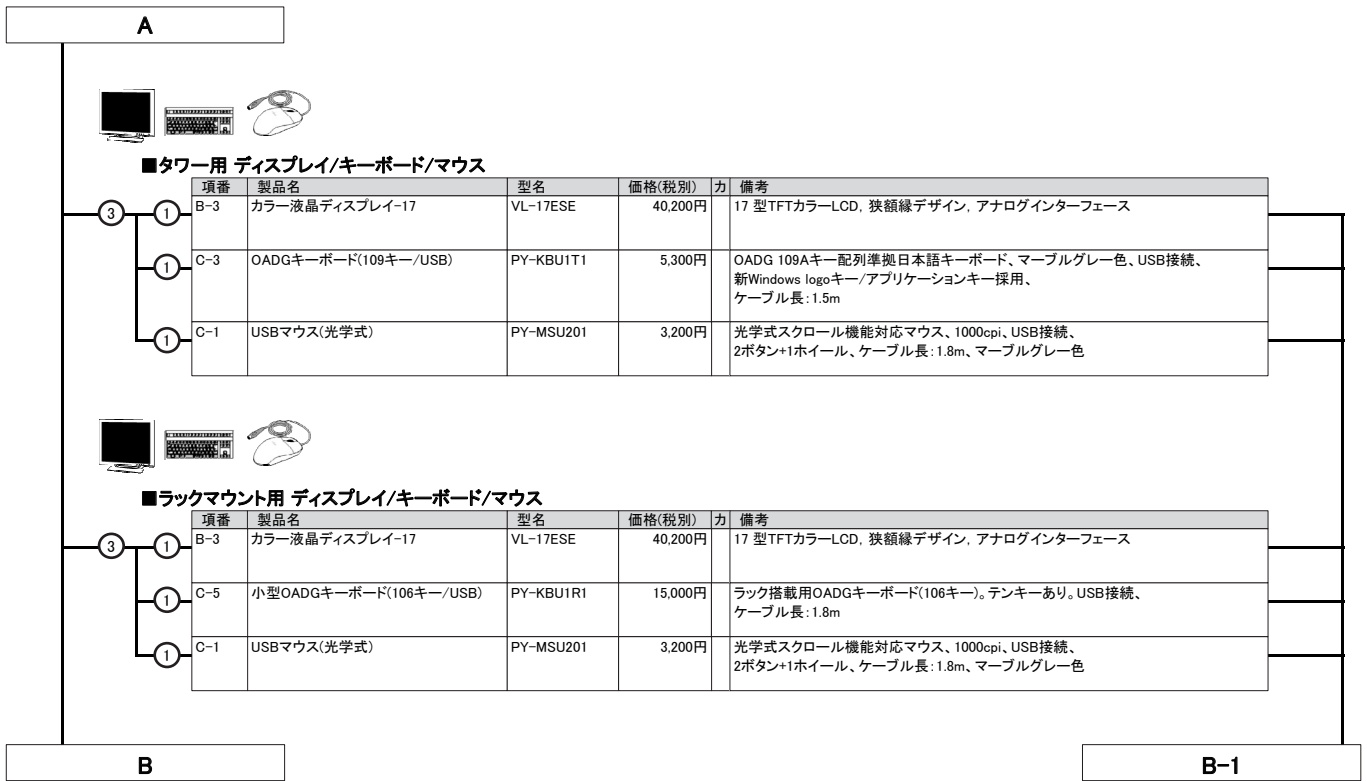 A
■タワー用 ディスプレイ/キーボード/マウス
項番 製品名 型名 価格(税別) カ 備考
3 1 B-3 カラー液晶ディスプレイ-17 VL-17ESE 40,200円 17 型TFTカラーLCD, 狭額縁デザイン, アナログインターフェース
1 C-3 OADGキーボード(109キー/USB) PY-KBU1T1 5,300円 OADG 109Aキー配列準拠日本語キーボード、マーブルグレー色、USB接続、
新Windows logoキー/アプリケーションキー採用、
ケーブル長:1.5m
1 C-1 USBマウス(光学式) PY-MSU201 3,200円 光学式スクロール機能対応マウス、1000cpi、USB接続、
2ボタン+1ホイール、ケーブル長:1.8m、マーブルグレー色
■ラックマウント用 ディスプレイ/キーボード/マウス
項番 製品名 型名 価格(税別) カ 備考
3 1 B-3 カラー液晶ディスプレイ-17 VL-17ESE 40,200円 17 型TFTカラーLCD, 狭額縁デザイン, アナログインターフェース
1 C-5 小型OADGキーボード(106キー/USB) PY-KBU1R1 15,000円 ラック搭載用OADGキーボード(106キー)。テンキーあり。USB接続、
ケーブル長:1.8m
1 C-1 USBマウス(光学式) PY-MSU201 3,200円 光学式スクロール機能対応マウス、1000cpi、USB接続、
2ボタン+1ホイール、ケーブル長:1.8m、マーブルグレー色
B B-1